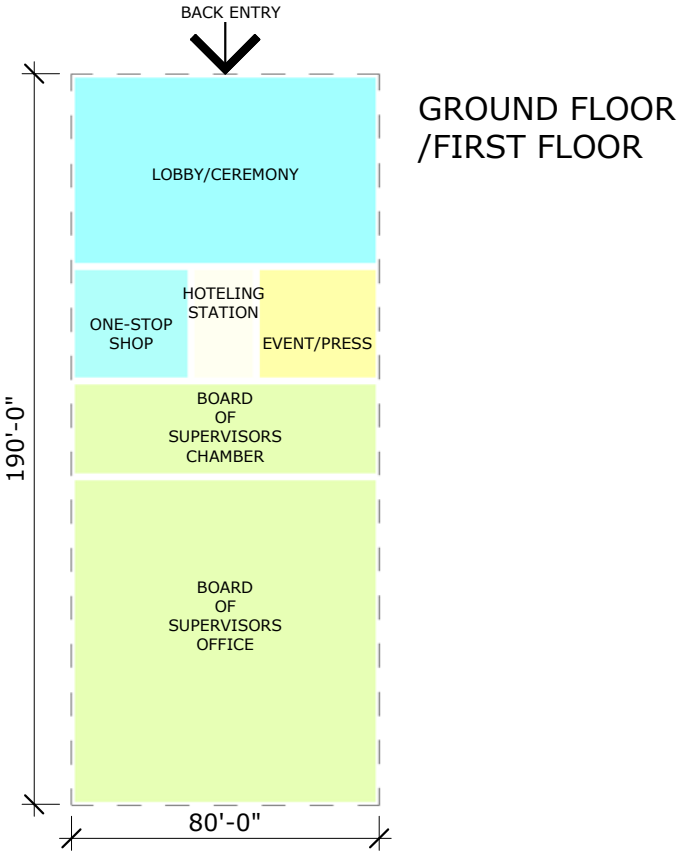 BACK ENTRY
GROUND FLOOR
/FIRST FLOOR
LOBBY/CEREMONY
HOTELING
STATION
ONE-STOP
SHOP
EVENT/PRESS
BOARD
OF
SUPERVISORS
CHAMBER
190'-0"
BOARD
OF
SUPERVISORS
OFFICE
80'-0"